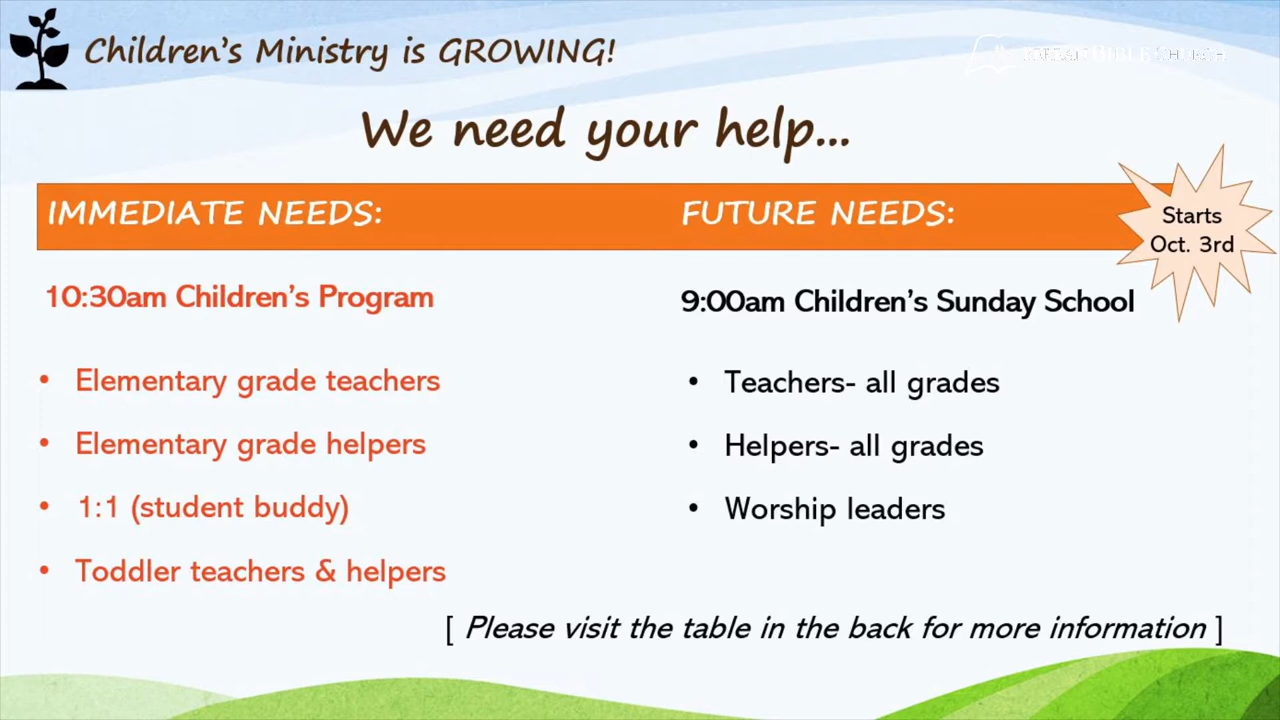 Children's Ministry is GROWING!
BIBLE CHURCH
We need your help...
IMMEDIATE NEEDS:
FUTURE NEEDS:
Starts
Oct. 3rd
10:30am Children's Program
• Elementary grade teachers
• Elementary grade helpers
• 1:1 (student buddy)
• Toddler teachers & helpers
9:00am Children's Sunday School
• Teachers- all grades
• Helpers- all grades
• Worship leaders
[ Please visit the table in the back for more information ]